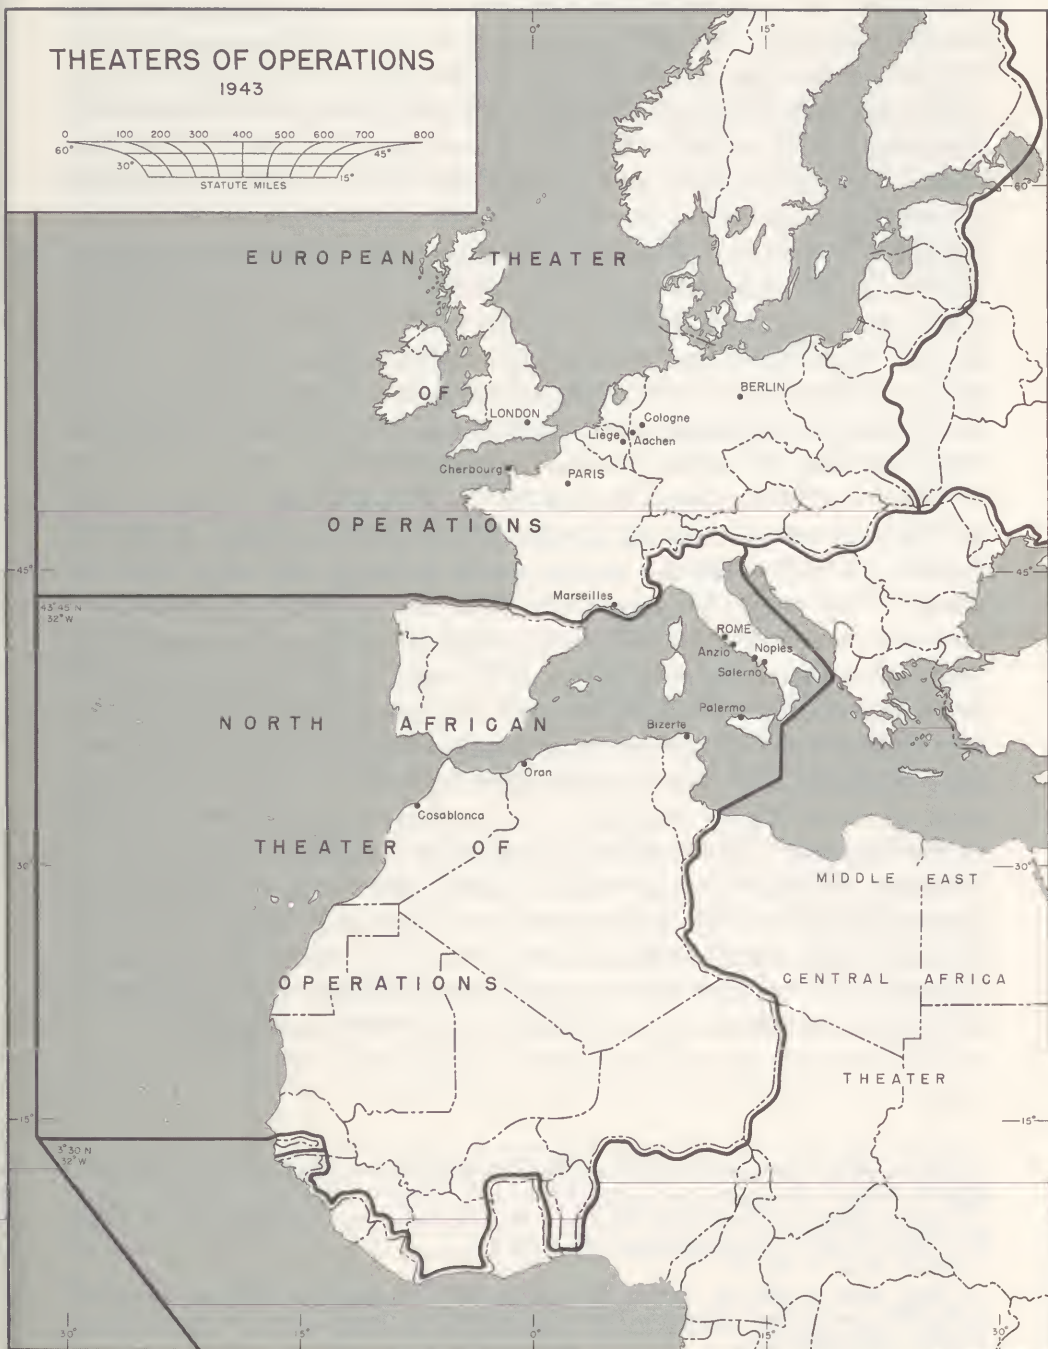 THEATERS OF OPERATIONS
1943
0 100 200 300 400 500 600 700 800
60° 45°
30° 15°
STATUTE MILES
0° 15°
60°
EUROPEAN THEATER
OF
BERLIN
LONDON
Cologne
Liège Aachen
Cherbourg
PARIS
OPERATIONS
45° 45°
Marseilles
43°45' N
32° W
ROME
Anzio Naples
Salerno
Palermo
NORTH AFRICAN
Bizerte
Oran
Casablanca
THEATER OF
30° 30°
MIDDLE EAST
OPERATIONS
CENTRAL AFRICA
THEATER
15° 15°
3°30 N
32° W
30° 15° 0° 15° 30°